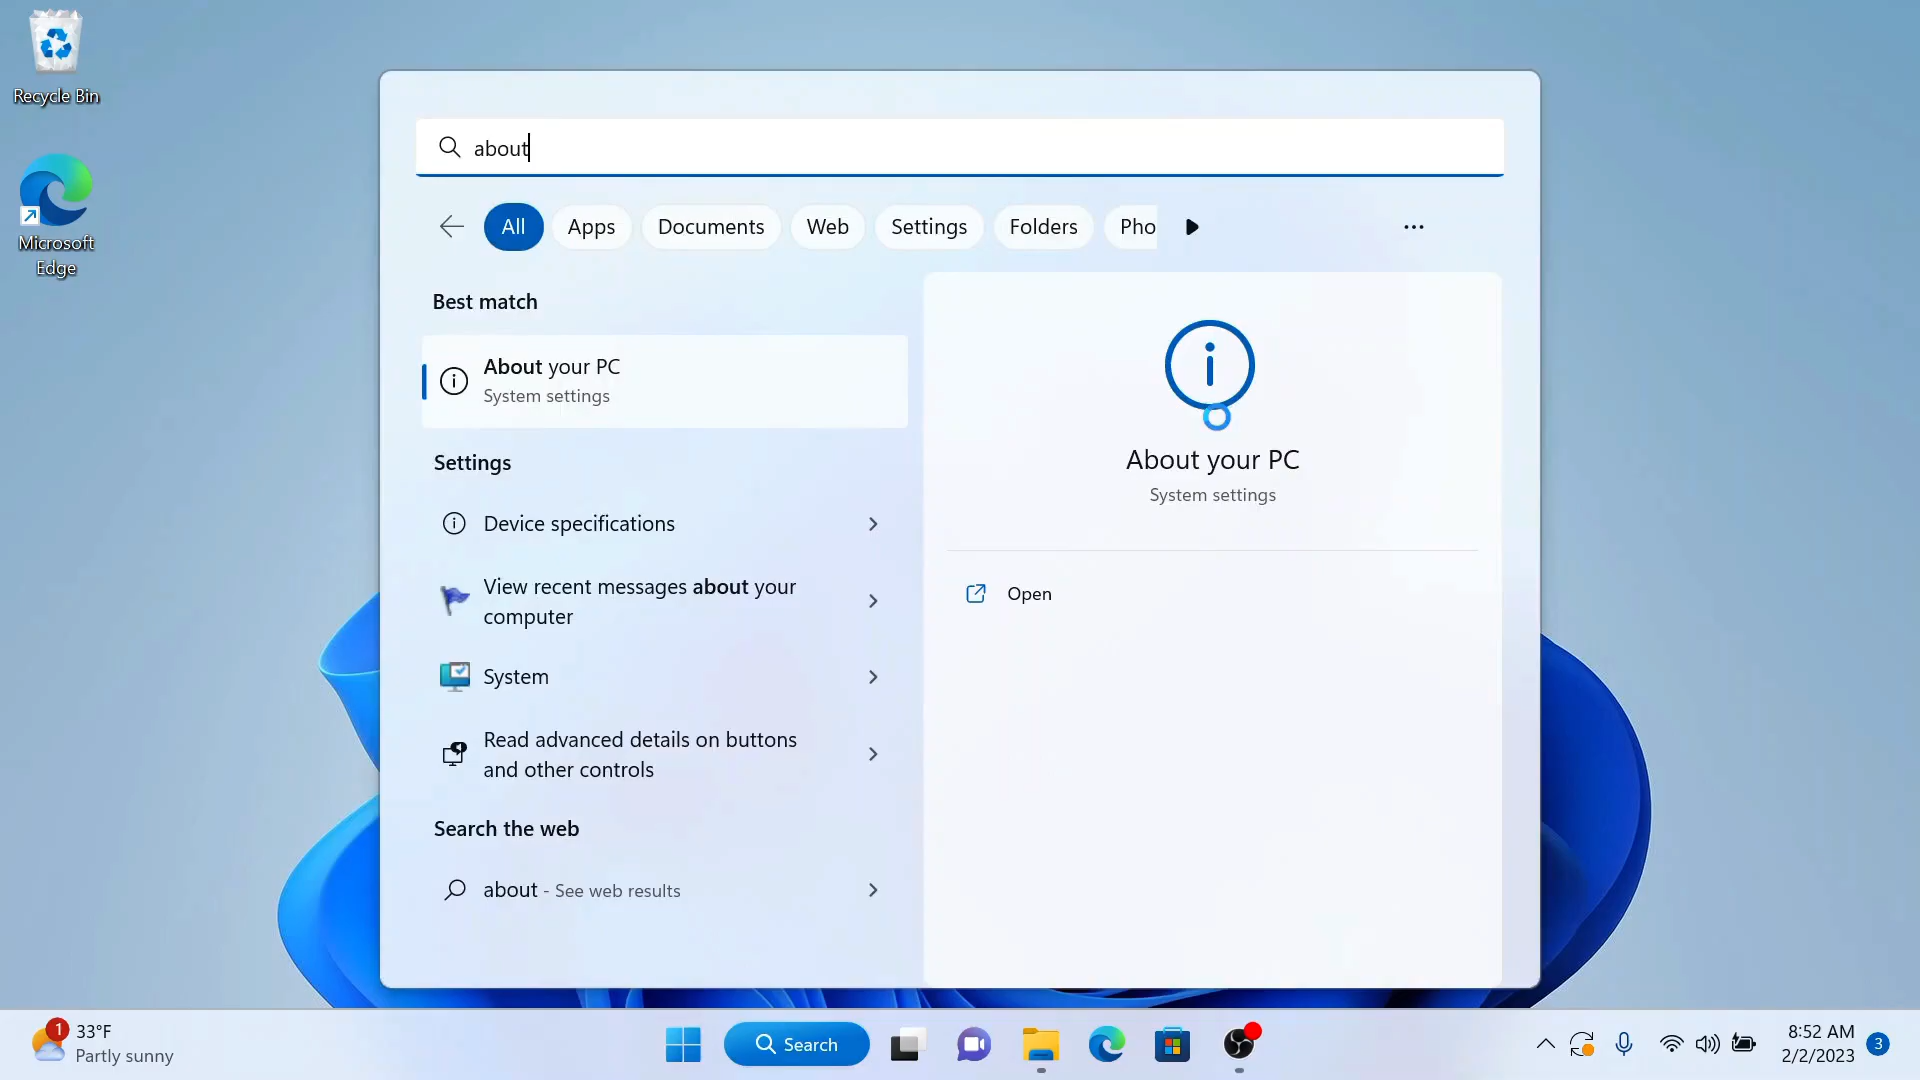 Recycle Bin
Microsoft
Edge
about
All
Apps
Documents
Web
Settings
Folders
Pho
Best match
About your PC
System settings
Settings
Device specifications
View recent messages about your
computer
System
Read advanced details on buttons
and other controls
Search the web
about - See web results
About your PC
System settings
Open
1
33°F
Partly sunny
Search
8:52 AM
2/2/2023
3